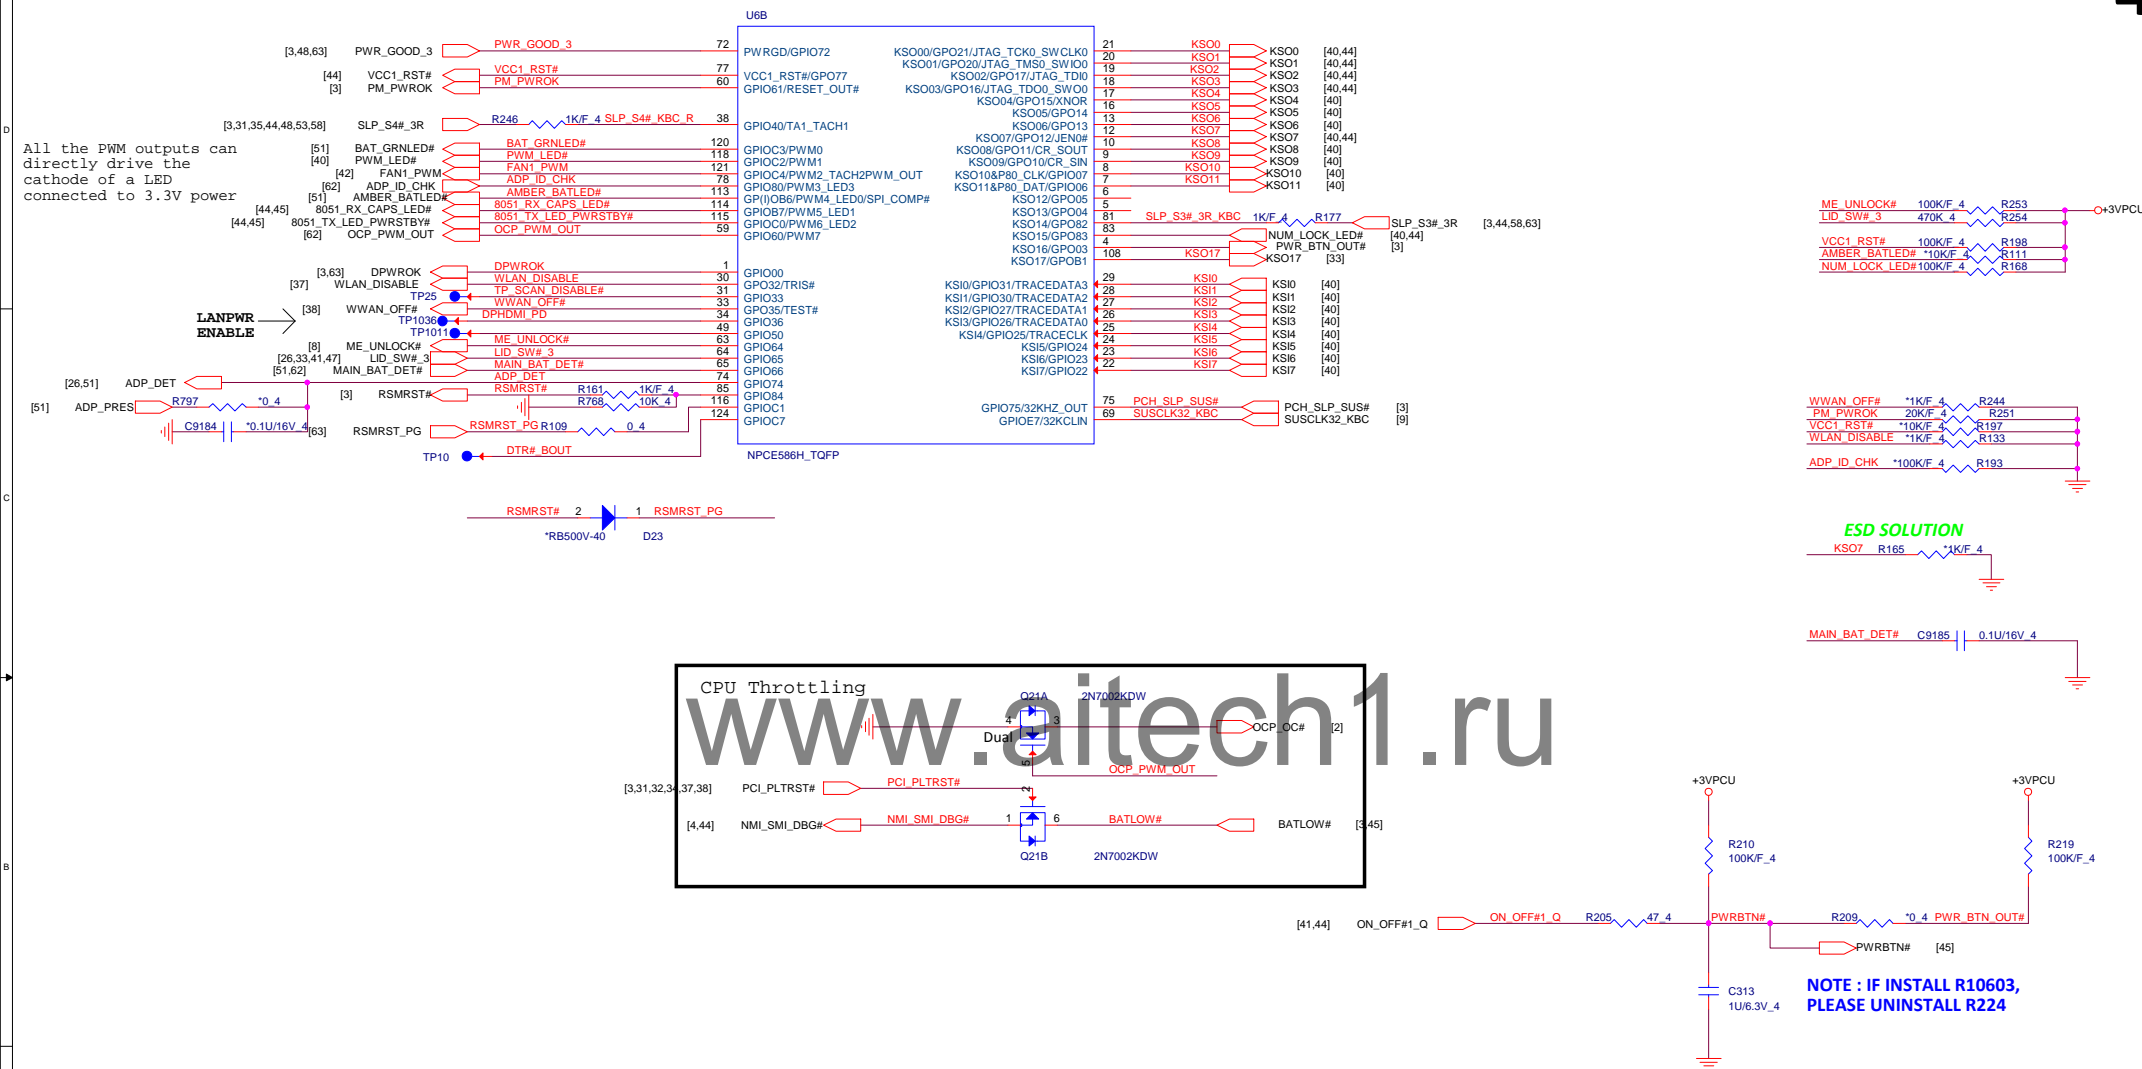 U6B
[3,48,63] PWR_GOOD_3 PWR_GOOD_3 72 PWRGD/GPIO72
[44] VCC1_RST# VCC1_RST# 77 VCC1_RST#/GPO77
[3] PM_PWROK PM_PWROK 60 GPIO61/RESET_OUT#
[3,31,35,44,48,53,58] SLP_S4#_3R R246 1K/F_4 SLP_S4#_KBC_R 38 GPIO40/TA1_TACH1
All the PWM outputs can
directly drive the
cathode of a LED
connected to 3.3V power
[51] BAT_GRNLED# BAT_GRNLED# 120 GPIOC3/PWM0
[40] PWM_LED# PWM_LED# 118 GPIOC2/PWM1
[42] FAN1_PWM FAN1_PWM 121 GPIOC4/PWM2_TACH2PWM_OUT
[62] ADP_ID_CHK ADP_ID_CHK 78 GPIO80/PWM3_LED3
[51] AMBER_BATLED# AMBER_BATLED# 113 GP(I)OB6/PWM4_LED0/SPI_COMP#
[44,45] 8051_RX_CAPS_LED# 8051_RX_CAPS_LED# 114 GPIOB7/PWM5_LED1
[44,45] 8051_TX_LED_PWRSTBY# 8051_TX_LED_PWRSTBY# 115 GPIOC0/PWM6_LED2
[62] OCP_PWM_OUT OCP_PWM_OUT 59 GPIO60/PWM7
[3,63] DPWROK DPWROK 1 GPIO00
[37] WLAN_DISABLE WLAN_DISABLE 30 GPO32/TRIS#
TP25 TP_SCAN_DISABLE# 31 GPIO33
[38] WWAN_OFF# WWAN_OFF# 33 GPO35/TEST#
LANPWR
ENABLE
TP1036 DPHDMI_PD 34 GPIO36
TP1011 49 GPIO50
[8] ME_UNLOCK# ME_UNLOCK# 63 GPIO64
[26,33,41,47] LID_SW#_3 LID_SW#_3 64 GPIO65
[51,62] MAIN_BAT_DET# MAIN_BAT_DET# 65 GPIO66
[26,51] ADP_DET ADP_DET 74 GPIO74
[3] RSMRST# RSMRST# R161 1K/F_4 85 GPIO84
[51] ADP_PRES R797 *0_4 R768 10K_4 116 GPIOC1
C9184 *0.1U/16V_4 [63] RSMRST_PG RSMRST_PG R109 0_4 124 GPIOC7
TP10 DTR#_BOUT
NPCE586H_TQFP
KSO00/GPO21/JTAG_TCK0_SWCLK0 21 KSO0 KSO0 [40,44]
KSO01/GPO20/JTAG_TMS0_SWIO0 20 KSO1 KSO1 [40,44]
KSO02/GPO17/JTAG_TDI0 19 KSO2 KSO2 [40,44]
KSO03/GPO16/JTAG_TDO0_SWO0 18 KSO3 KSO3 [40,44]
KSO04/GPO15/XNOR 17 KSO4 KSO4 [40]
KSO05/GPO14 16 KSO5 KSO5 [40]
KSO06/GPO13 13 KSO6 KSO6 [40]
KSO07/GPO12/JEN0# 12 KSO7 KSO7 [40,44]
KSO08/GPO11/CR_SOUT 10 KSO8 KSO8 [40]
KSO09/GPO10/CR_SIN 9 KSO9 KSO9 [40]
KSO10&P80_CLK/GPIO07 8 KSO10 KSO10 [40]
KSO11&P80_DAT/GPIO06 7 KSO11 KSO11 [40]
KSO12/GPO05 6
KSO13/GPO04 5
KSO14/GPO82 81 SLP_S3#_3R_KBC 1K/F_4 R177 SLP_S3#_3R [3,44,58,63]
KSO15/GPO83 83 NUM_LOCK_LED# [40,44]
KSO16/GPO03 4 PWR_BTN_OUT# [3]
KSO17/GPOB1 108 KSO17 KSO17 [33]
KSI0/GPIO31/TRACEDATA3 29 KSI0 KSI0 [40]
KSI1/GPIO30/TRACEDATA2 28 KSI1 KSI1 [40]
KSI2/GPIO27/TRACEDATA1 27 KSI2 KSI2 [40]
KSI3/GPIO26/TRACEDATA0 26 KSI3 KSI3 [40]
KSI4/GPIO25/TRACECLK 25 KSI4 KSI4 [40]
KSI5/GPIO24 24 KSI5 KSI5 [40]
KSI6/GPIO23 23 KSI6 KSI6 [40]
KSI7/GPIO22 22 KSI7 KSI7 [40]
GPIO75/32KHZ_OUT 75 PCH_SLP_SUS# PCH_SLP_SUS# [3]
GPIOE7/32KCLIN 69 SUSCLK32_KBC SUSCLK32_KBC [9]
ME_UNLOCK# 100K/F_4 R253 +3VPCU
LID_SW#_3 470K_4 R254
VCC1_RST# 100K/F_4 R198
AMBER_BATLED# *10K/F_4 R111
NUM_LOCK_LED# 100K/F_4 R168
WWAN_OFF# *1K/F_4 R244
PM_PWROK 20K/F_4 R251
VCC1_RST# *10K/F_4 R197
WLAN_DISABLE *1K/F_4 R133
ADP_ID_CHK *100K/F_4 R193
RSMRST# 2 1 RSMRST_PG
*RB500V-40 D23
ESD SOLUTION
KSO7 R165 *1K/F_4
MAIN_BAT_DET# C9185 0.1U/16V_4
CPU Throttling
Q21A 2N7002KDW
4 3
Dual
5
OCP_OC# [2]
OCP_PWM_OUT
[3,31,32,34,37,38] PCI_PLTRST# PCI_PLTRST# 2
[4,44] NMI_SMI_DBG# NMI_SMI_DBG# 1 6 BATLOW# BATLOW# [3,45]
Q21B 2N7002KDW
www.aitech1.ru
+3VPCU +3VPCU
R210
100K/F_4
R219
100K/F_4
[41,44] ON_OFF#1_Q ON_OFF#1_Q R205 47_4 PWRBTN# R209 *0_4 PWR_BTN_OUT#
PWRBTN# [45]
C313
1U/6.3V_4
NOTE : IF INSTALL R10603,
PLEASE UNINSTALL R224
D
C
B